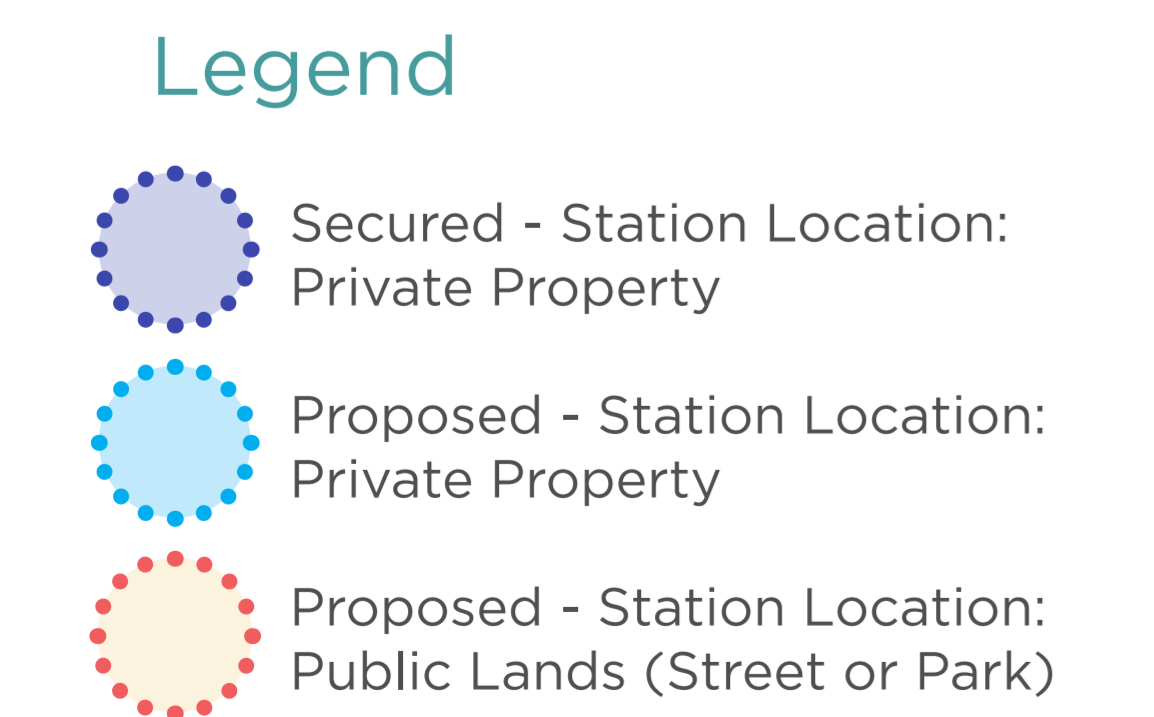 Legend
Secured - Station Location:
Private Property
Proposed - Station Location:
Private Property
Proposed - Station Location:
Public Lands (Street or Park)